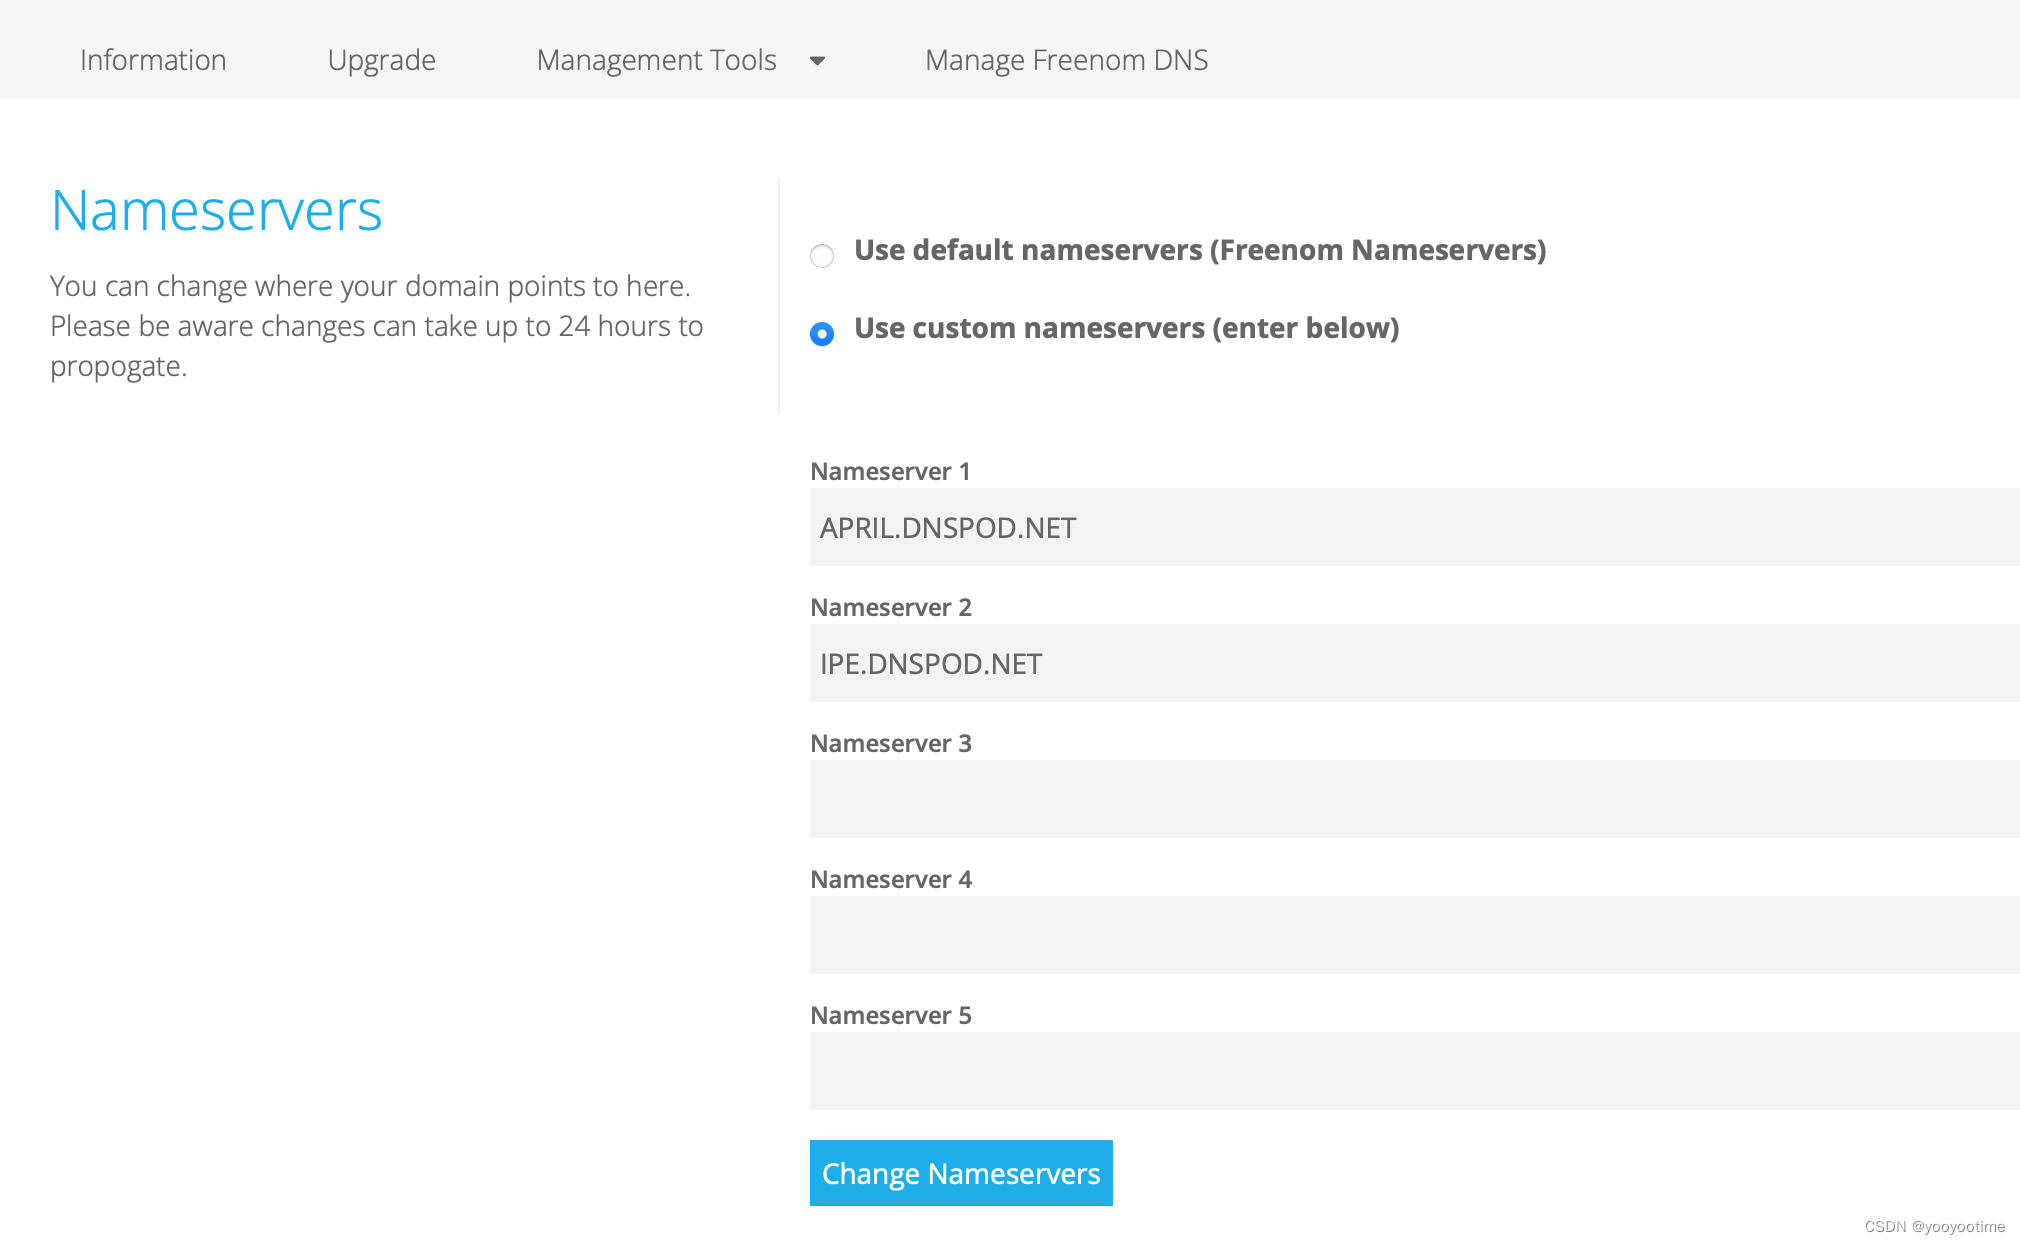 Information Upgrade Management Tools Manage Freenom DNS
Nameservers
You can change where your domain points to here.
Please be aware changes can take up to 24 hours to
propogate.
Use default nameservers (Freenom Nameservers)
Use custom nameservers (enter below)
Nameserver 1
APRIL.DNSPOD.NET
Nameserver 2
IPE.DNSPOD.NET
Nameserver 3
Nameserver 4
Nameserver 5
Change Nameservers
CSDN @yooyootime